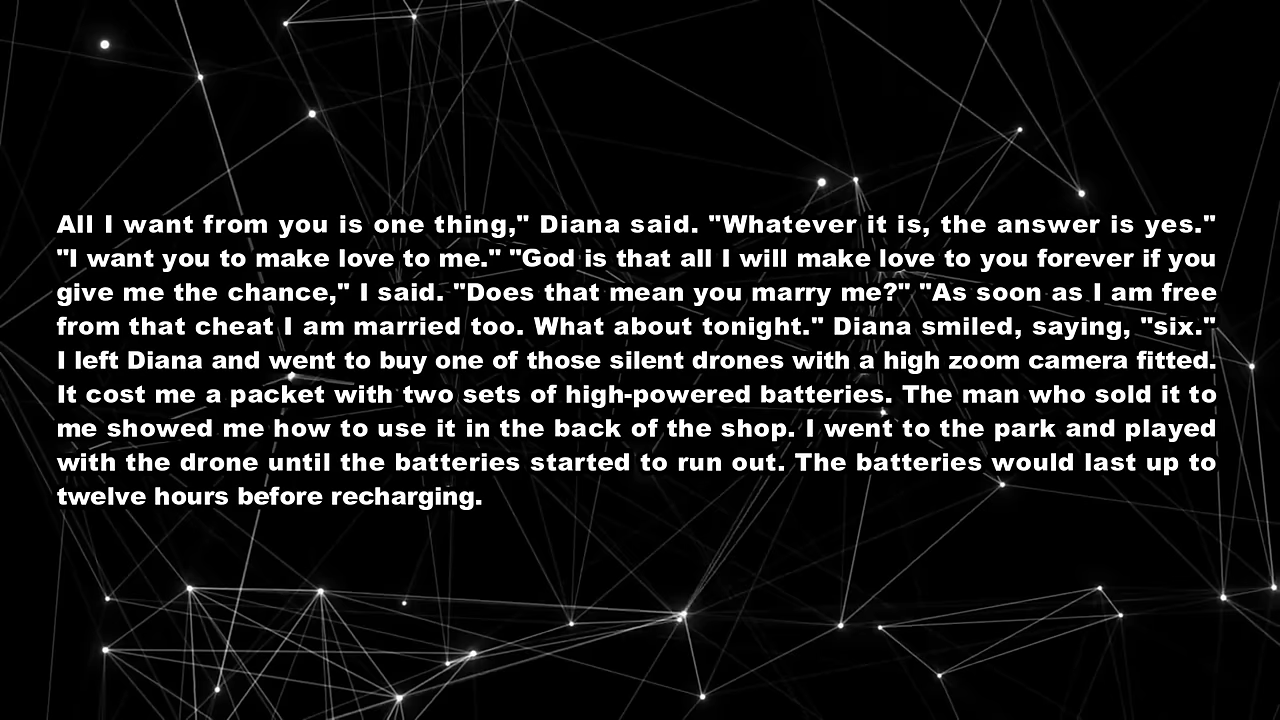 All I want from you is one thing," Diana said. "Whatever it is, the answer is yes."
"I want you to make love to me." "God is that all I will make love to you forever if you
give me the chance," I said. "Does that mean you marry me?" "As soon as I am free
from that cheat I am married too. What about tonight." Diana smiled, saying, "six."
I left Diana and went to buy one of those silent drones with a high zoom camera fitted.
It cost me a packet with two sets of high-powered batteries. The man who sold it to
me showed me how to use it in the back of the shop. I went to the park and played
with the drone until the batteries started to run out. The batteries would last up to
twelve hours before recharging.